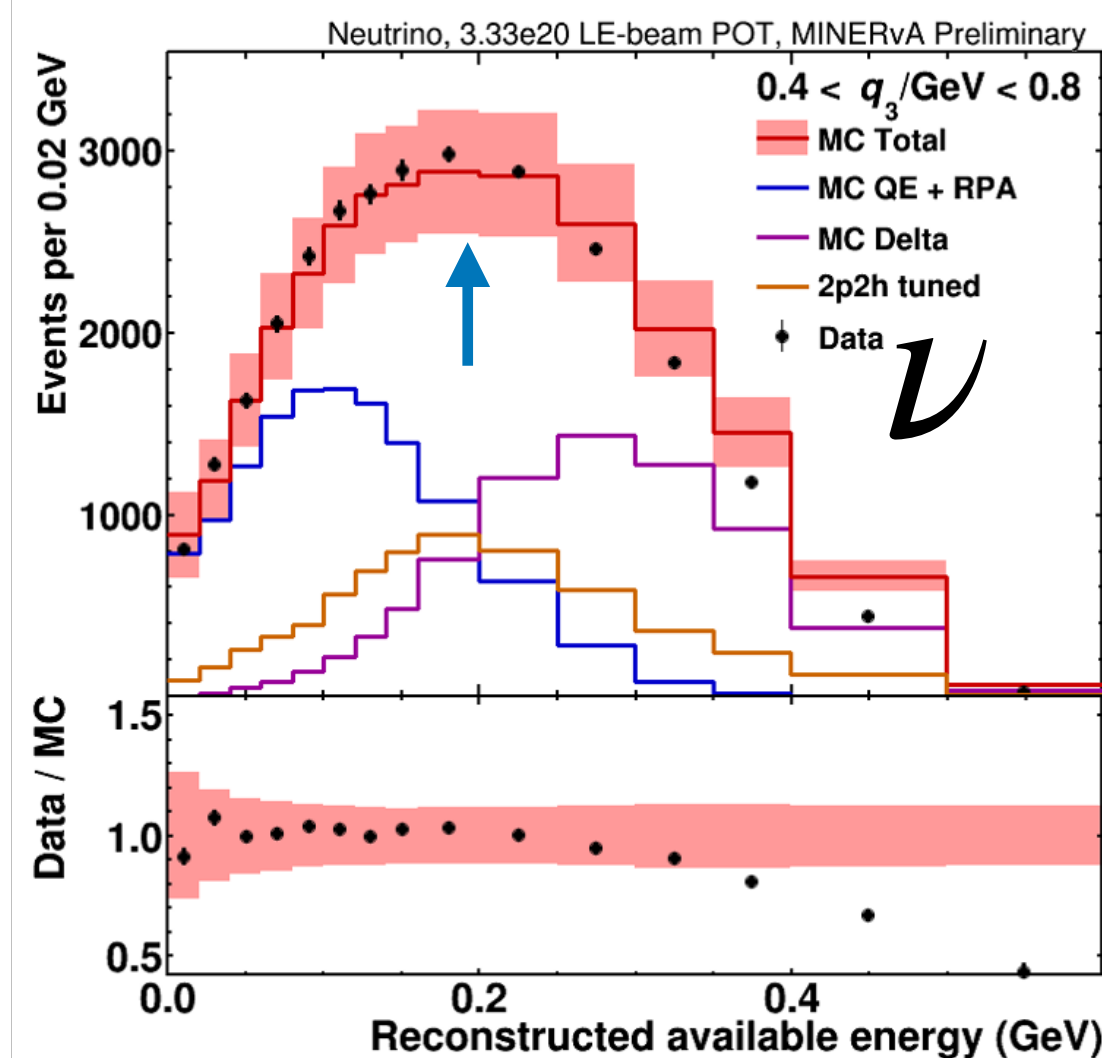 Neutrino, 3.33e20 LE-beam POT, MINERvA Preliminary
Events per 0.02 GeV
3000
2000
1000
0.4 < q3/GeV < 0.8
MC Total
MC QE + RPA
MC Delta
2p2h tuned
Data
ν
Data / MC
1.5
1.0
0.5
0.0 0.2 0.4
Reconstructed available energy (GeV)